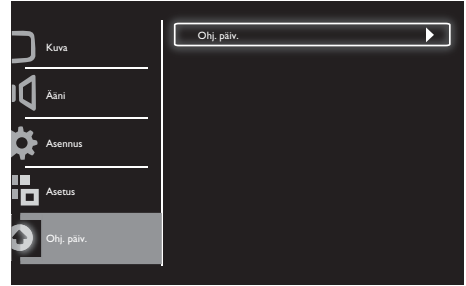 Kuva
Ääni
Asennus
Asetus
Ohj. päiv.
Ohj. päiv.